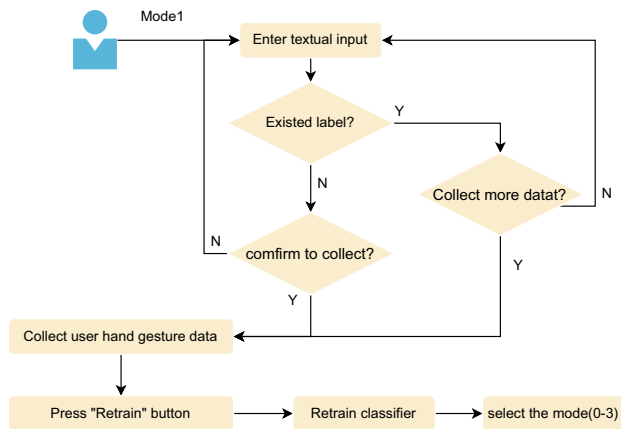 Mode1
Enter textual input
Existed label?
Y
N
Collect more datat?
N
Y
comfirm to collect?
N
Y
Collect user hand gesture data
Press "Retrain" button
Retrain classifier
select the mode(0-3)